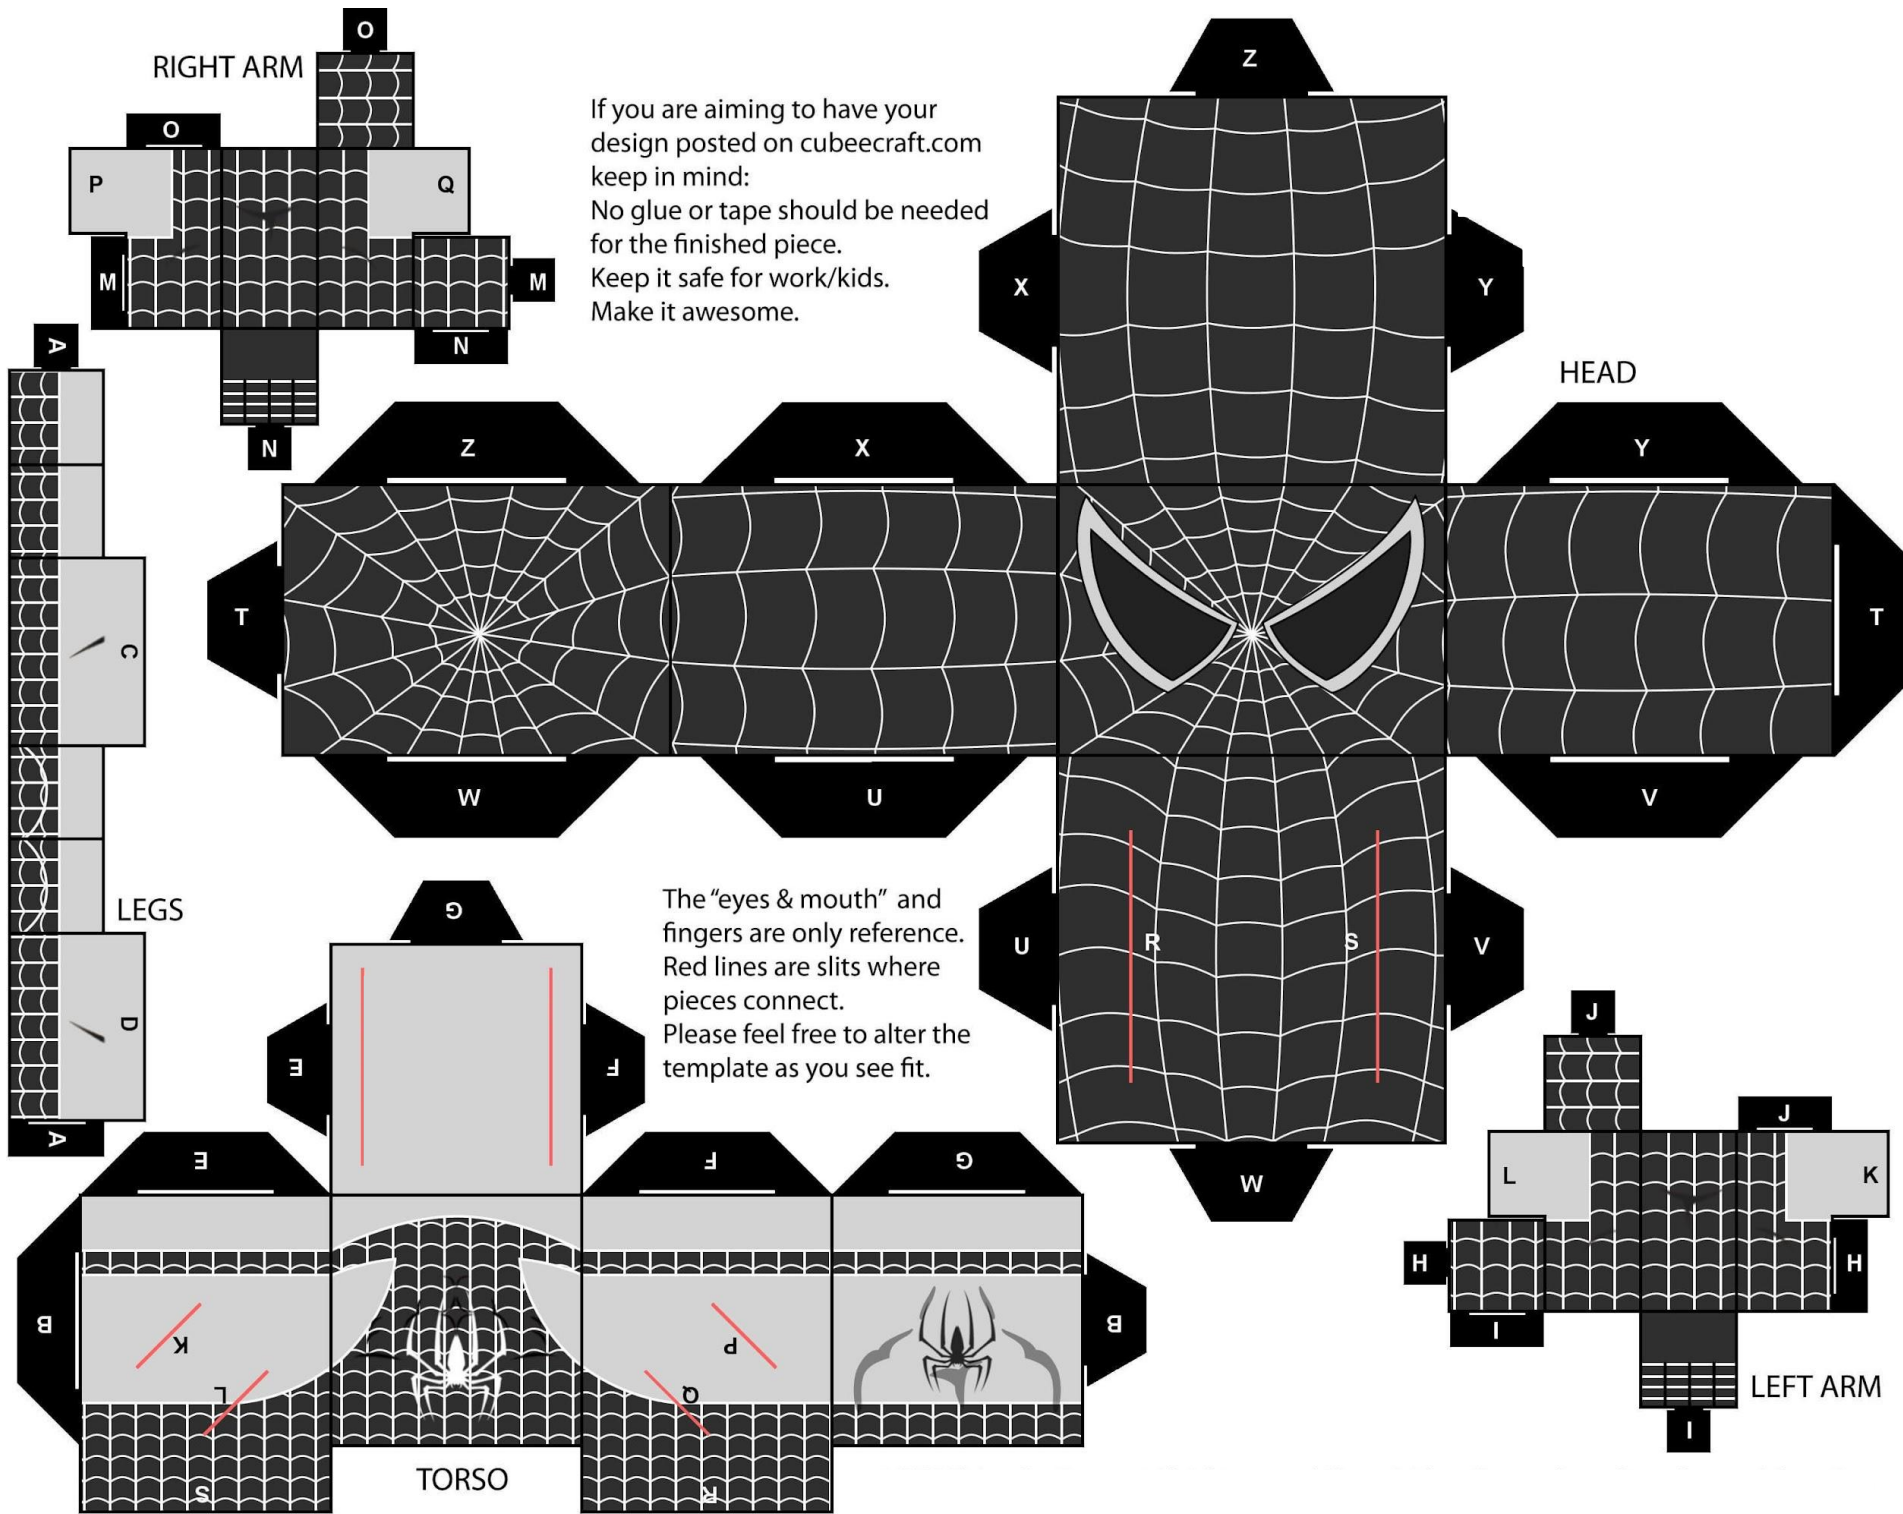 O
RIGHT ARM
O
P
Q
M
M
N
N
If you are aiming to have your
design posted on cubeecraft.com
keep in mind:
No glue or tape should be needed
for the finished piece.
Keep it safe for work/kids.
Make it awesome.
Z
X
Y
HEAD
A
C
D
A
LEGS
Z
X
Y
T
T
W
U
V
R
S
U
V
W
The “eyes & mouth” and
fingers are only reference.
Red lines are slits where
pieces connect.
Please feel free to alter the
template as you see fit.
G
E
F
E
F
G
B
K
L
P
Q
B
S
R
TORSO
J
J
L
K
H
H
I
LEFT ARM
I